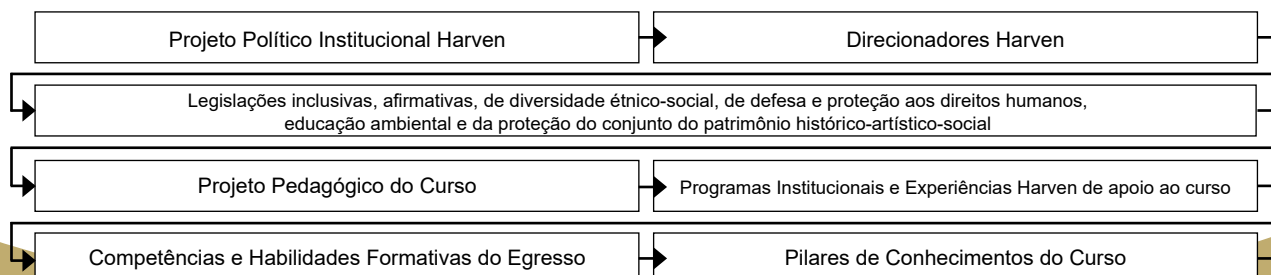 Projeto Político Institucional Harven
Direcionadores Harven
Legislações inclusivas, afirmativas, de diversidade étnico-social, de defesa e proteção aos direitos humanos,
educação ambiental e da proteção do conjunto do patrimônio histórico-artístico-social
Projeto Pedagógico do Curso
Programas Institucionais e Experiências Harven de apoio ao curso
Competências e Habilidades Formativas do Egresso
Pilares de Conhecimentos do Curso